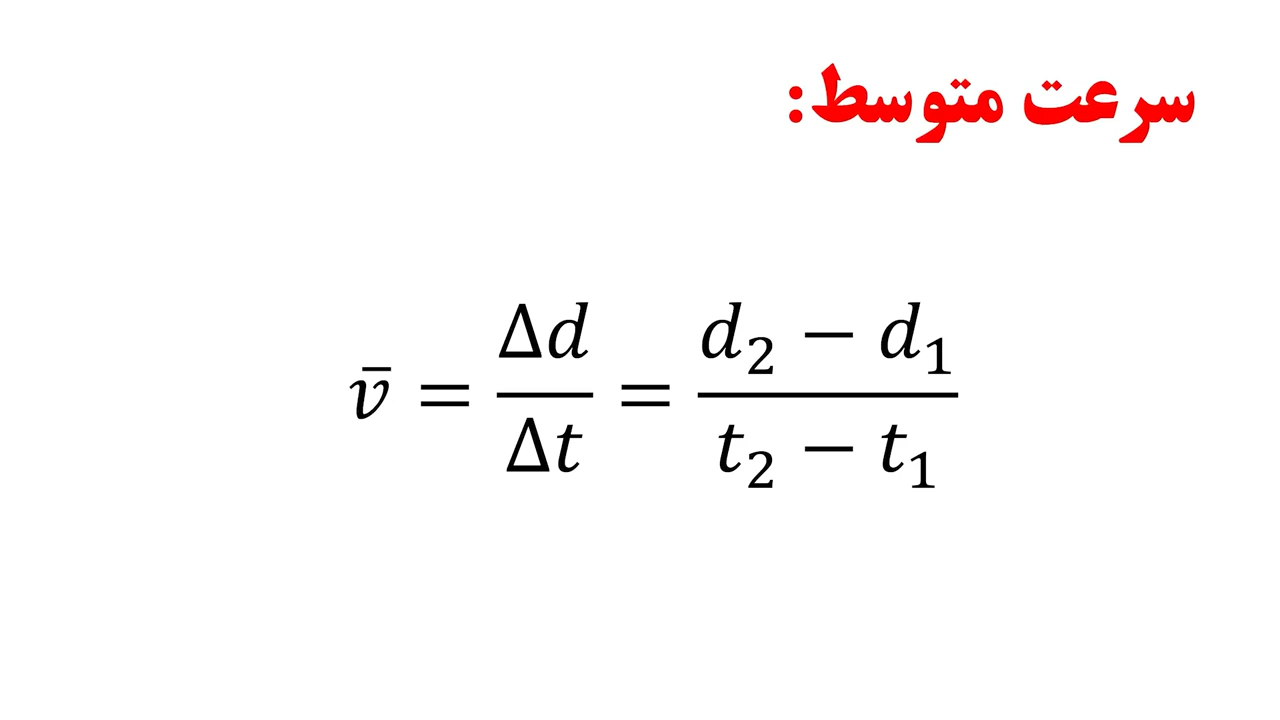 سرعت متوسط:
v̄ = Δd/Δt = (d₂ − d₁)/(t₂ − t₁)